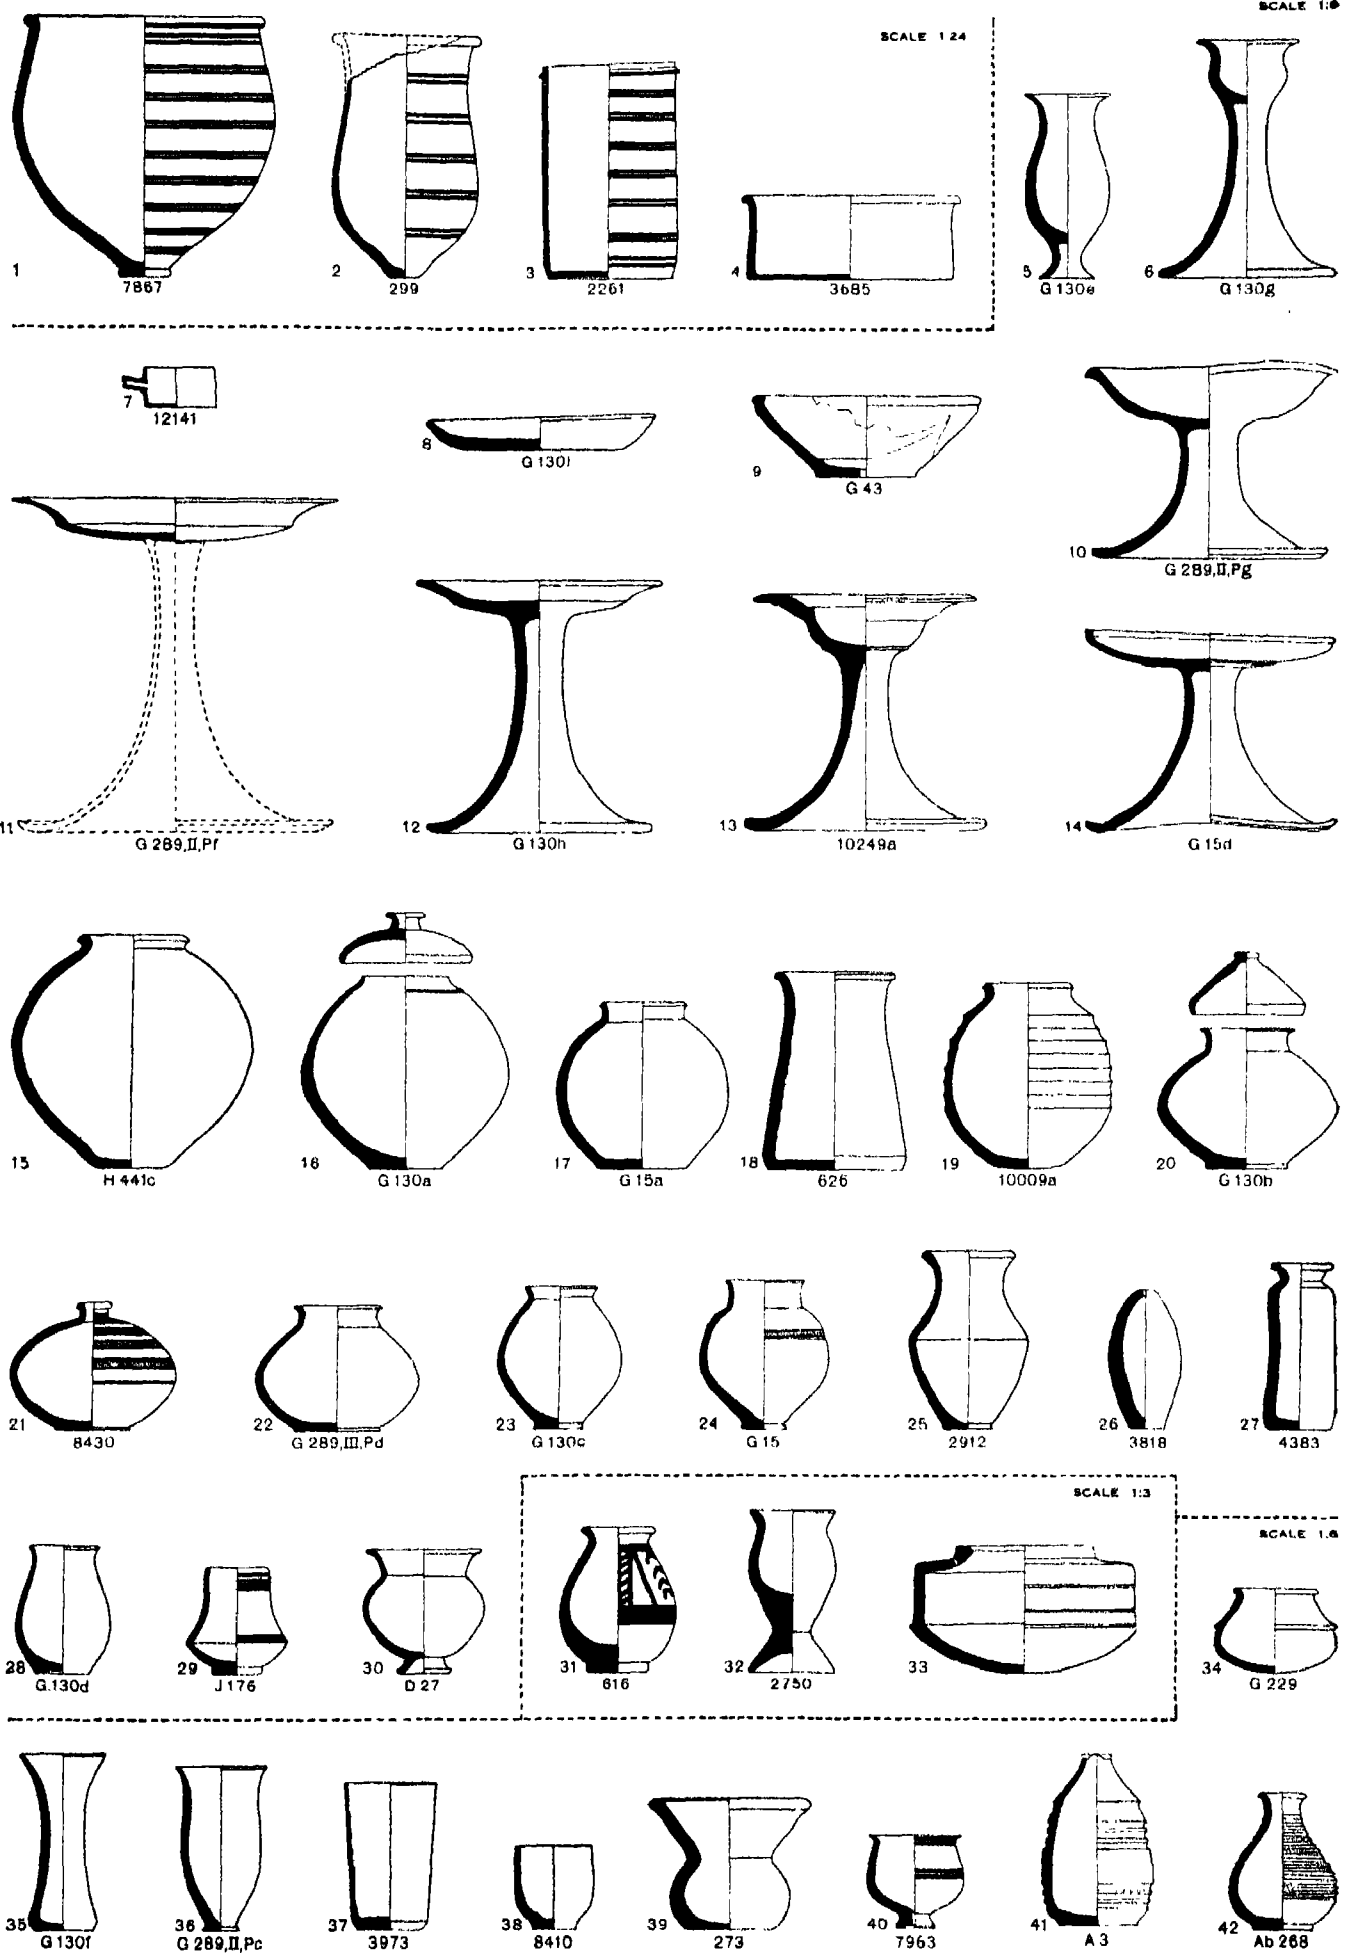 SCALE 1:6
SCALE 1:24
1 7867
2 299
3 2261
4 3685
5 G 130e
6 G 130g
7 12141
8 G 130i
9 G 43
10 G 289,II,Pg
11 G 289,II,Pf
12 G 130h
13 10249a
14 G 15d
15 H 441c
16 G 130a
17 G 15a
18 626
19 10009a
20 G 130b
21 8430
22 G 289,III,Pd
23 G 130c
24 G 15
25 2912
26 3818
27 4383
SCALE 1:3
SCALE 1:6
28 G.130d
29 J 176
30 D 27
31 616
32 2750
33
34 G 229
35 G 130f
36 G 289,II,Pc
37 3973
38 8410
39 273
40 7963
41 A 3
42 Ab 268